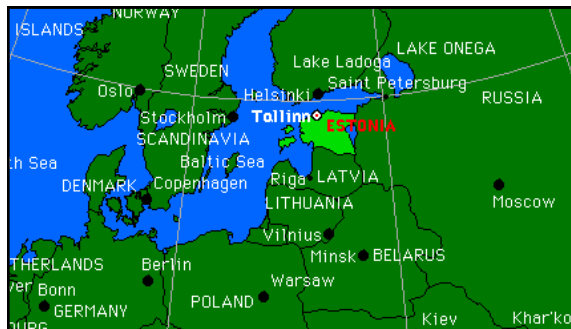 NORWAY
ISLANDS
LAKE ONEGA
Lake Ladoga
SWEDEN
Saint Petersburg
Oslo
Helsinki
RUSSIA
Stockholm
Tallinn
ESTONIA
SCANDINAVIA
th Sea
Baltic Sea
Riga
LATVIA
DENMARK
Copenhagen
Moscow
LITHUANIA
Vilnius
Minsk
BELARUS
THERLANDS
Berlin
Warsaw
ver
Bonn
POLAND
GERMANY
Kiev
Khar'ko
BURG